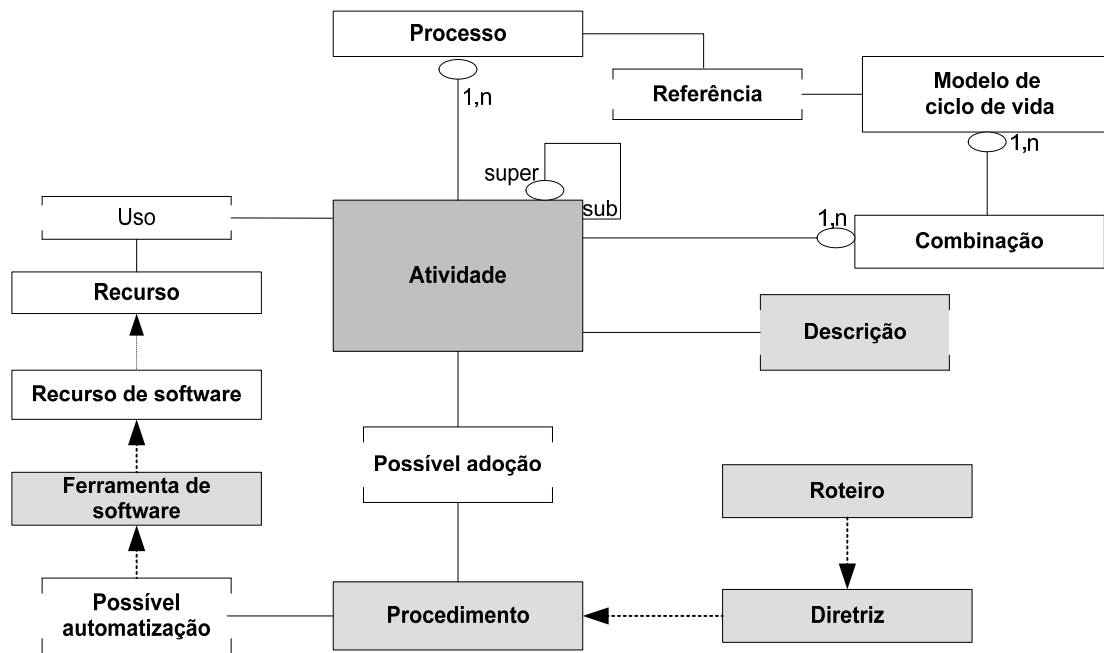 Processo
1,n
Referência
Modelo de
ciclo de vida
1,n
super
sub
Uso
1,n
Combinação
Atividade
Recurso
Descrição
Recurso de software
Possível adoção
Ferramenta de
software
Roteiro
Possível
automatização
Procedimento
Diretriz